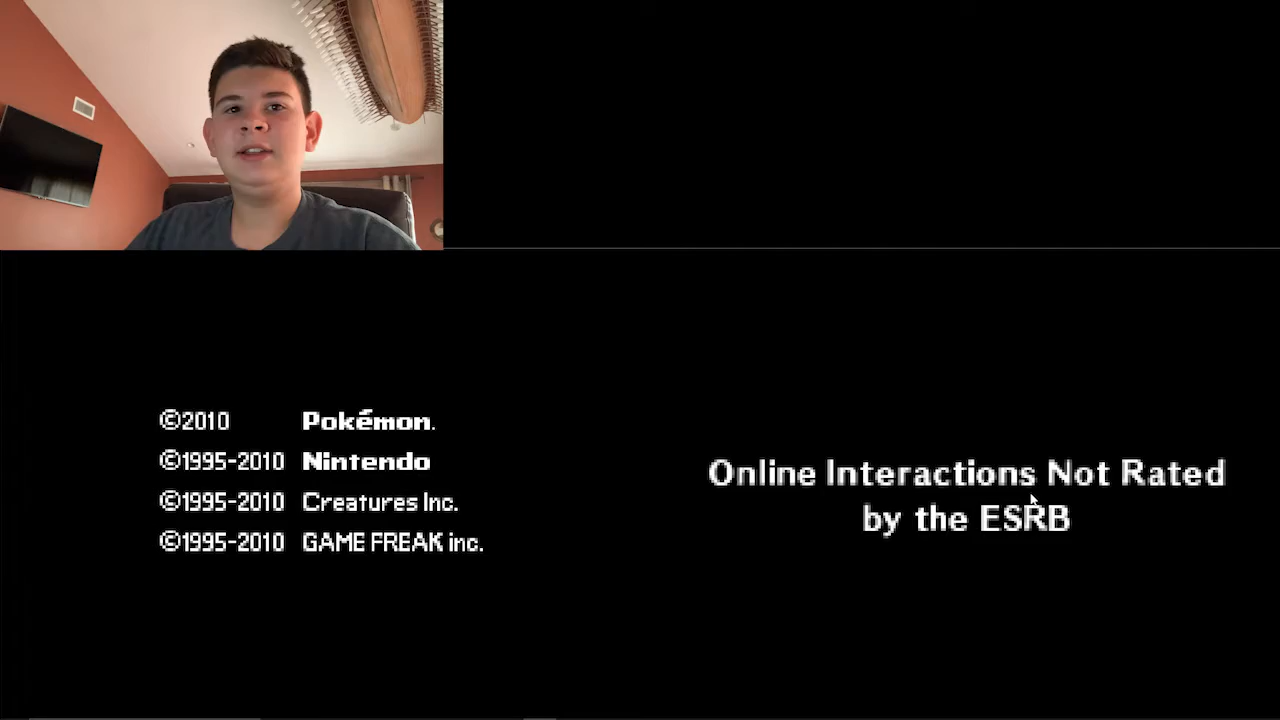 ©2010 Pokémon.
©1995-2010 Nintendo
©1995-2010 Creatures Inc.
©1995-2010 GAME FREAK inc.
Online Interactions Not Rated
by the ESRB